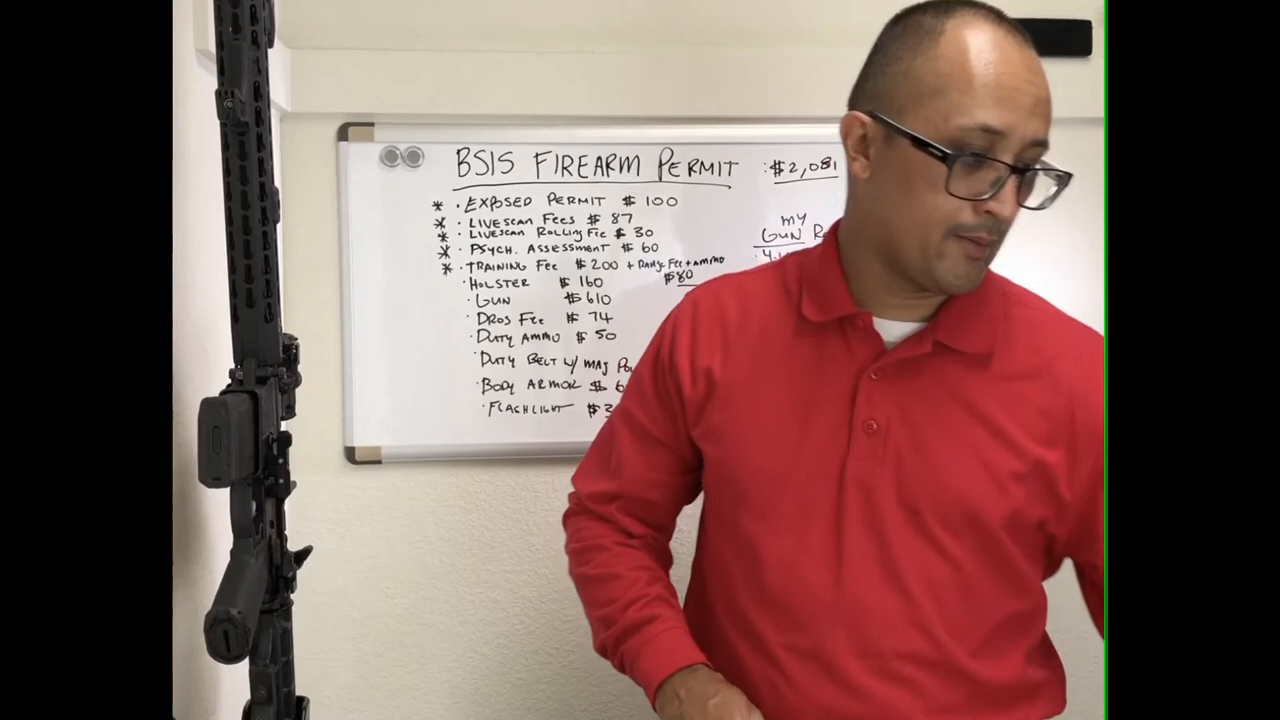 BSIS FIREARM PERMIT : $2,081
* · EXPOSED PERMIT $ 100
* · LIVESCAN FEES $ 87
* · LIVESCAN ROLLING FEE $ 30
* · PSYCH. ASSESSMENT $ 60
* · TRAINING FEE $ 200 + RANGE FEE + AMMO
$80
· HOLSTER $ 160
· GUN $ 610
· DROS FEE $ 74
· DUTY AMMO $ 50
· DUTY BELT W/ MAG
· BODY ARMOR $
· FLASHLIGHT $
MY
GUN